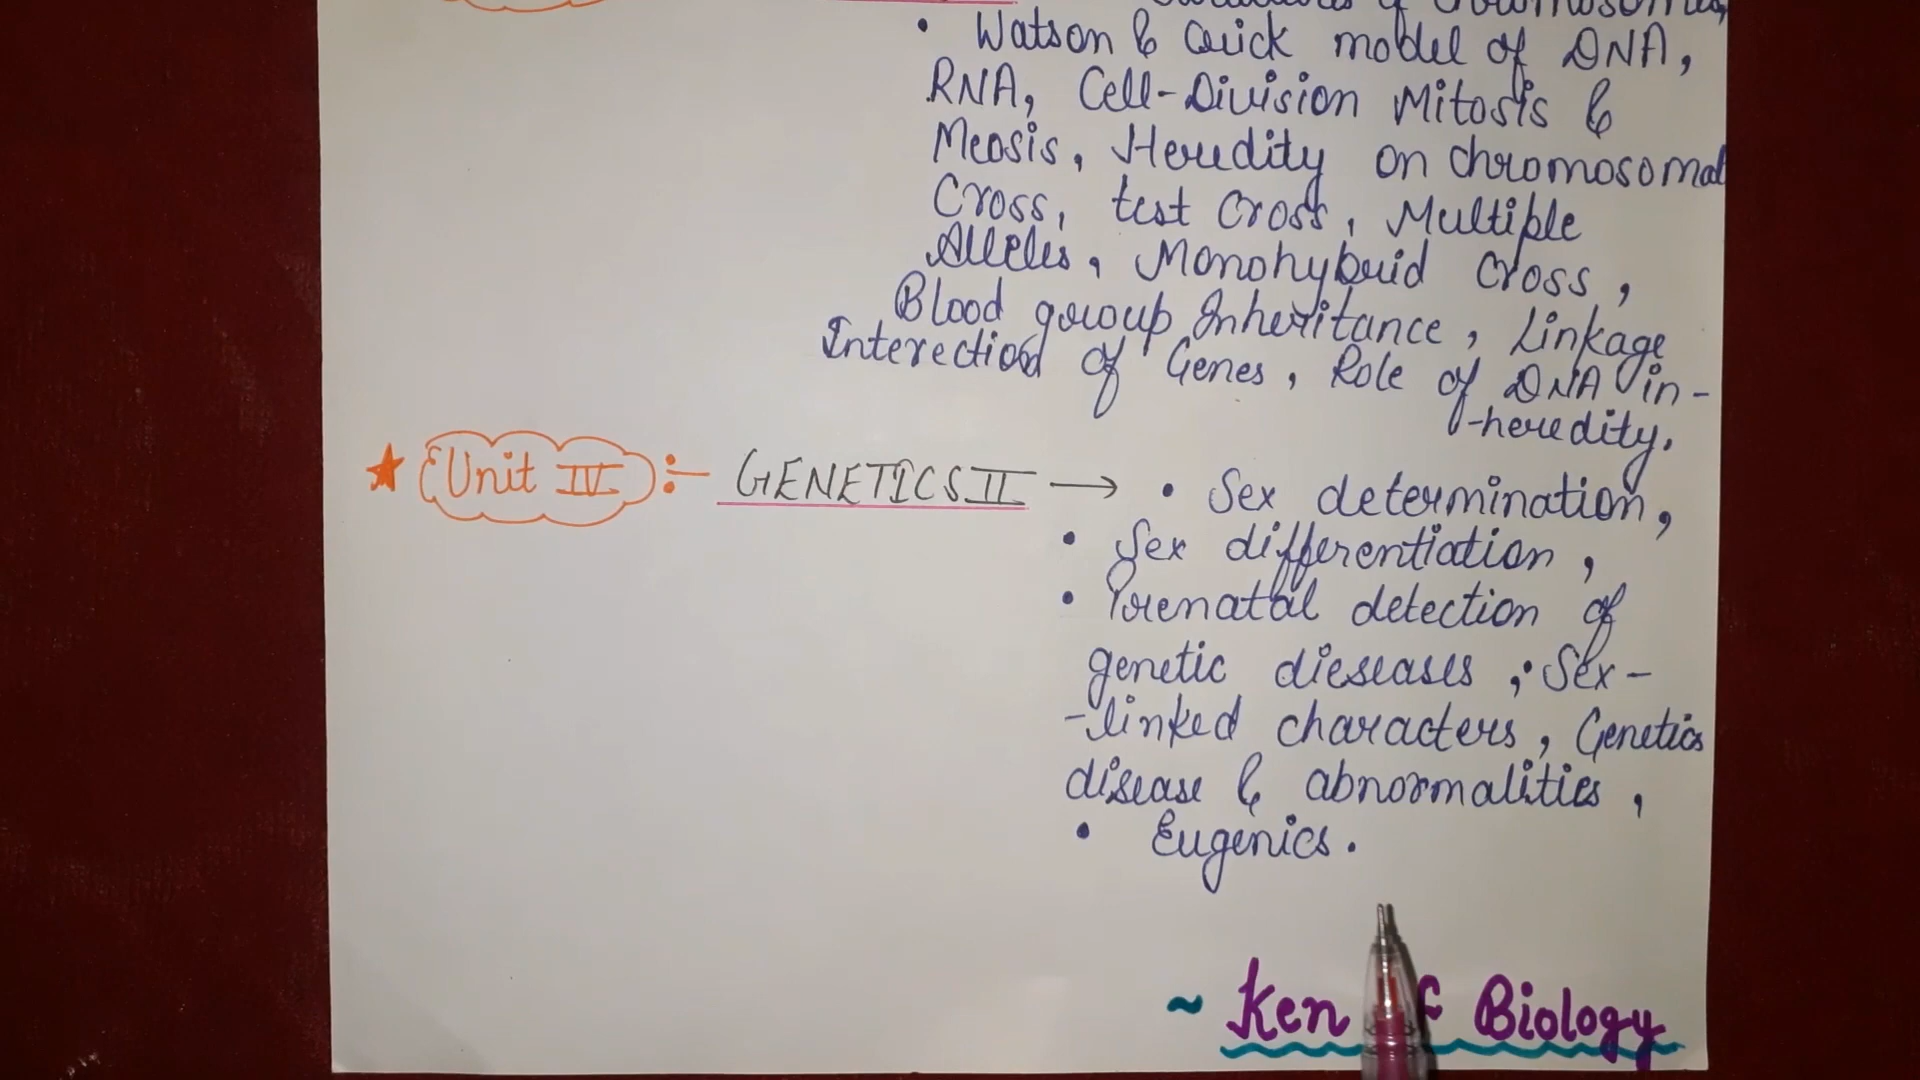 • Watson & Crick model of DNA,
RNA, Cell-Division Mitosis &
Meosis, Heredity on chromosomal
Cross, test cross, Multiple
Alleles, Monohybrid cross,
Blood group Inheritance, Linkage
Interection of Genes, Role of DNA in-
-heredity.
★ Unit IV :- GENETICS II → • Sex determination,
• Sex differentiation,
• Prenatal detection of
genetic dieseases, • Sex-
-linked characters, Genetics
disease & abnormalities,
• Eugenics.
~ Ken Biology